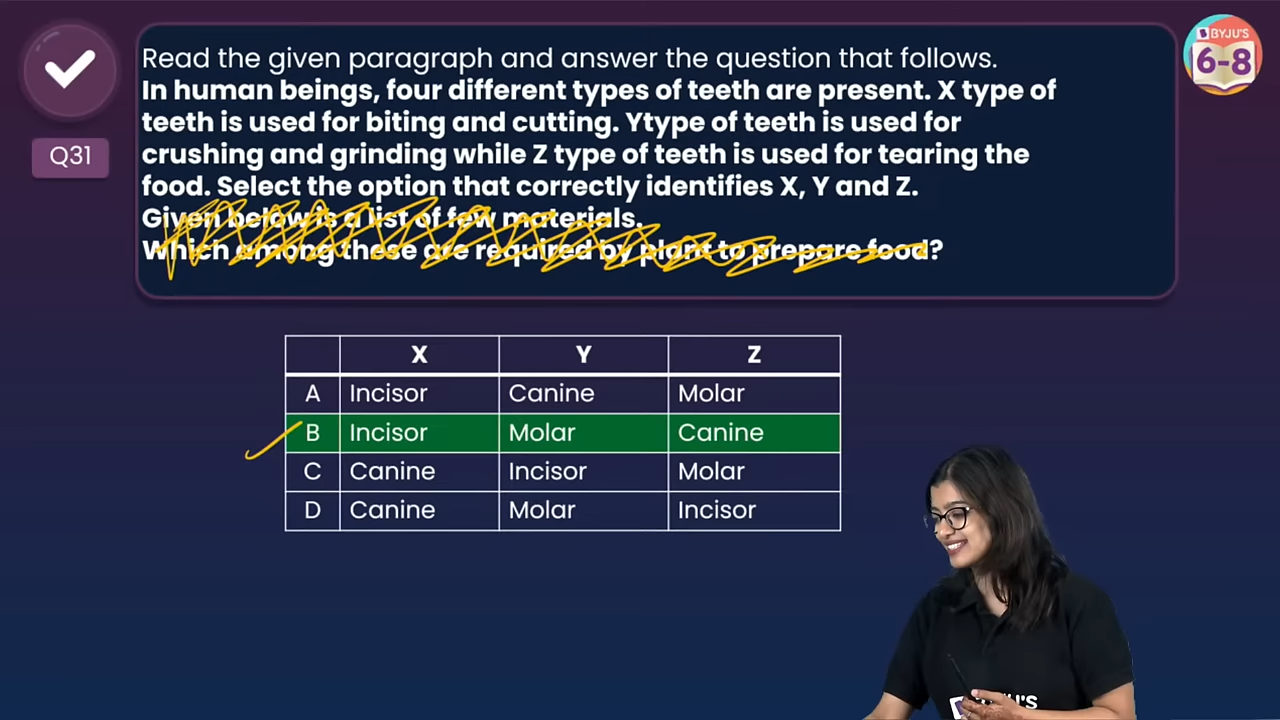 BYJU'S
6-8
Q31
Read the given paragraph and answer the question that follows.
In human beings, four different types of teeth are present. X type of
teeth is used for biting and cutting. Ytype of teeth is used for
crushing and grinding while Z type of teeth is used for tearing the
food. Select the option that correctly identifies X, Y and Z.
Given below is a list of few materials.
Which among these are required by plant to prepare food?
X Y Z
A Incisor Canine Molar
B Incisor Molar Canine
C Canine Incisor Molar
D Canine Molar Incisor